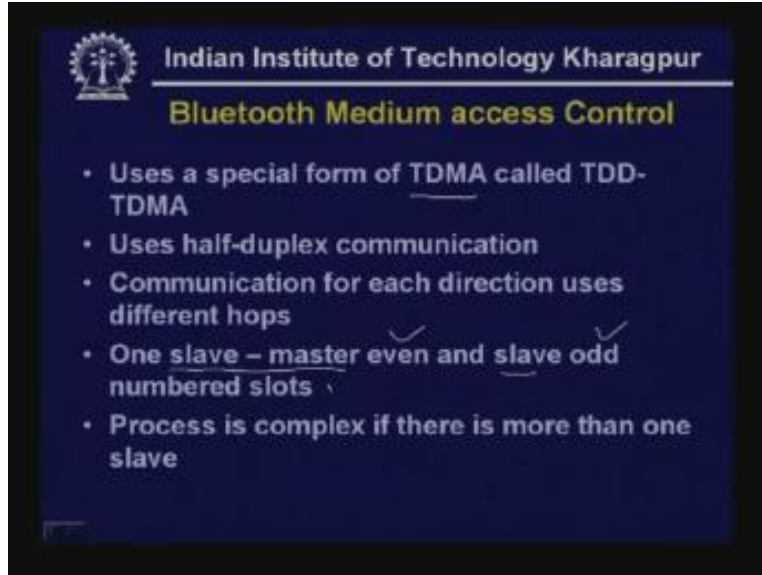 Indian Institute of Technology Kharagpur
Bluetooth Medium access Control
• Uses a special form of TDMA called TDD-
TDMA
• Uses half-duplex communication
• Communication for each direction uses
different hops
• One slave – master even and slave odd
numbered slots
• Process is complex if there is more than one
slave